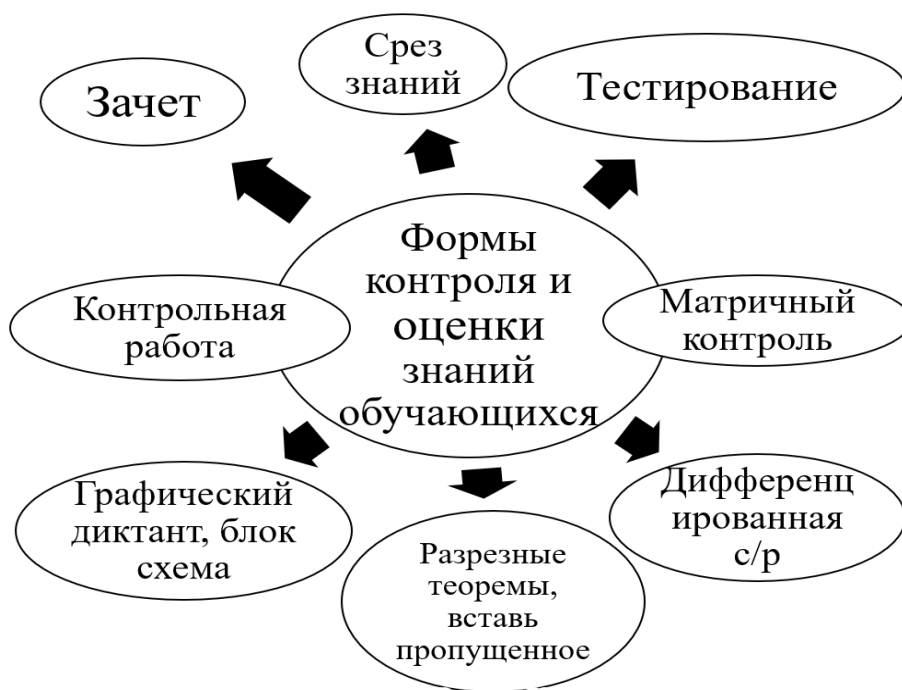 Срез
знаний
Зачет
Тестирование
Формы
контроля и
оценки
знаний
обучающихся
Контрольная
работа
Матричный
контроль
Графический
диктант, блок
схема
Разрезные
теоремы,
вставь
пропущенное
Дифференц
ированная
с/р